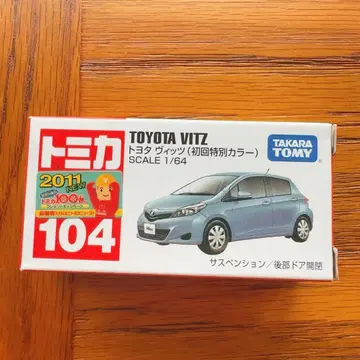 トミカ
2011 NEW
104
TOYOTA VITZ
トヨタ ヴィッツ(初回特別カラー)
SCALE 1/64
TAKARA
TOMY
サスペンション/後部ドア開閉